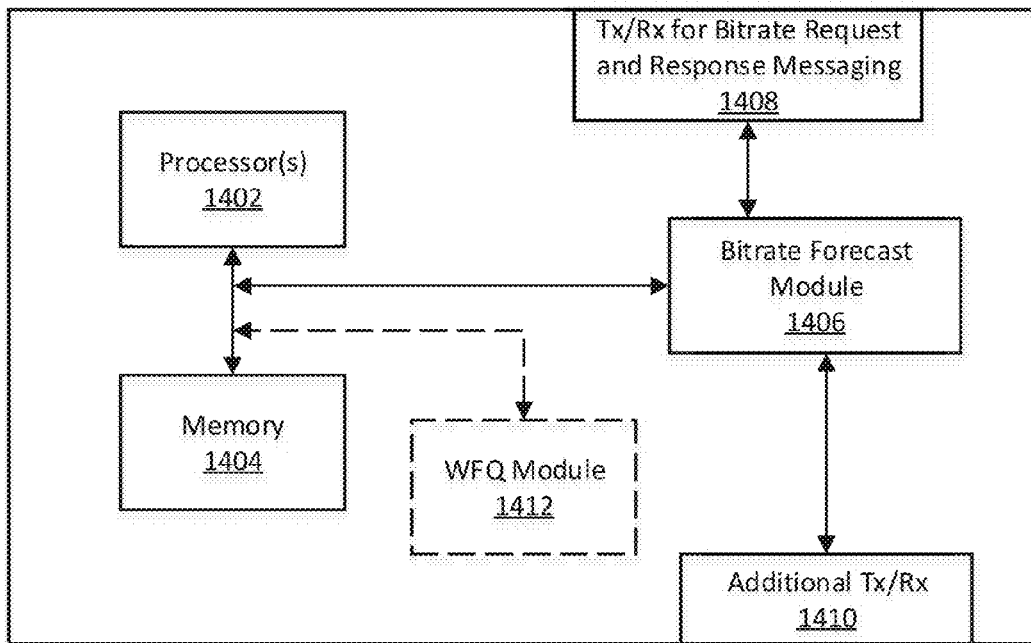 Tx/Rx for Bitrate Request
and Response Messaging
1408
Processor(s)
1402
Bitrate Forecast
Module
1406
Memory
1404
WFQ Module
1412
Additional Tx/Rx
1410